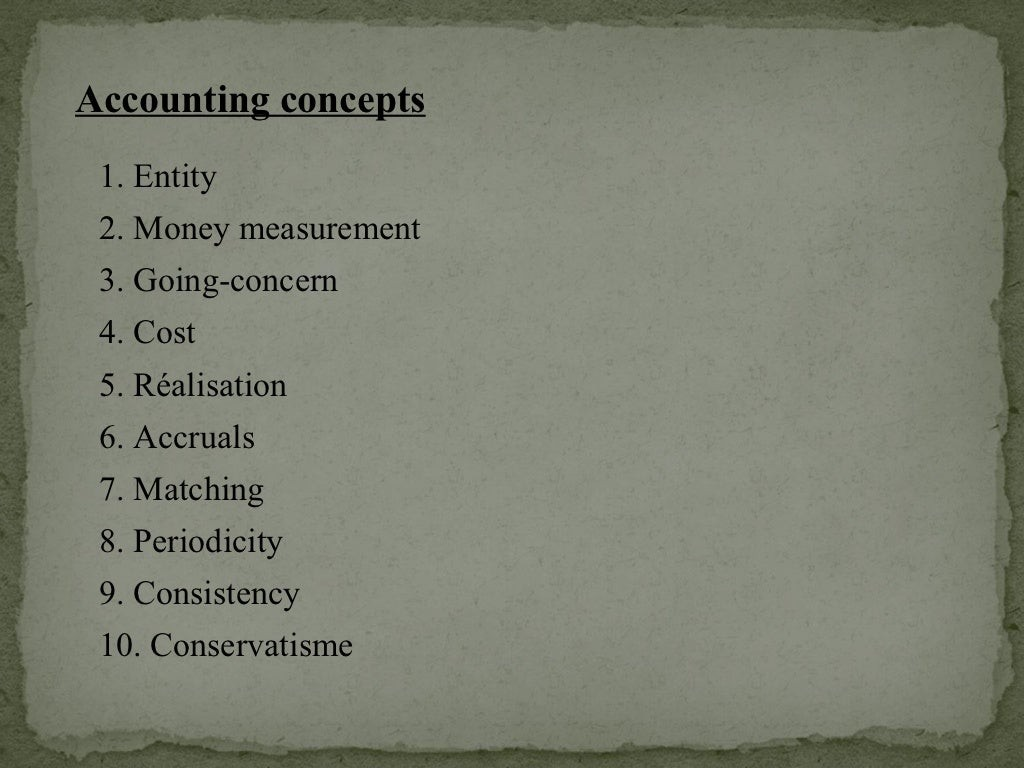 Accounting concepts
1. Entity
2. Money measurement
3. Going-concern
4. Cost
5. Réalisation
6. Accruals
7. Matching
8. Periodicity
9. Consistency
10. Conservatisme